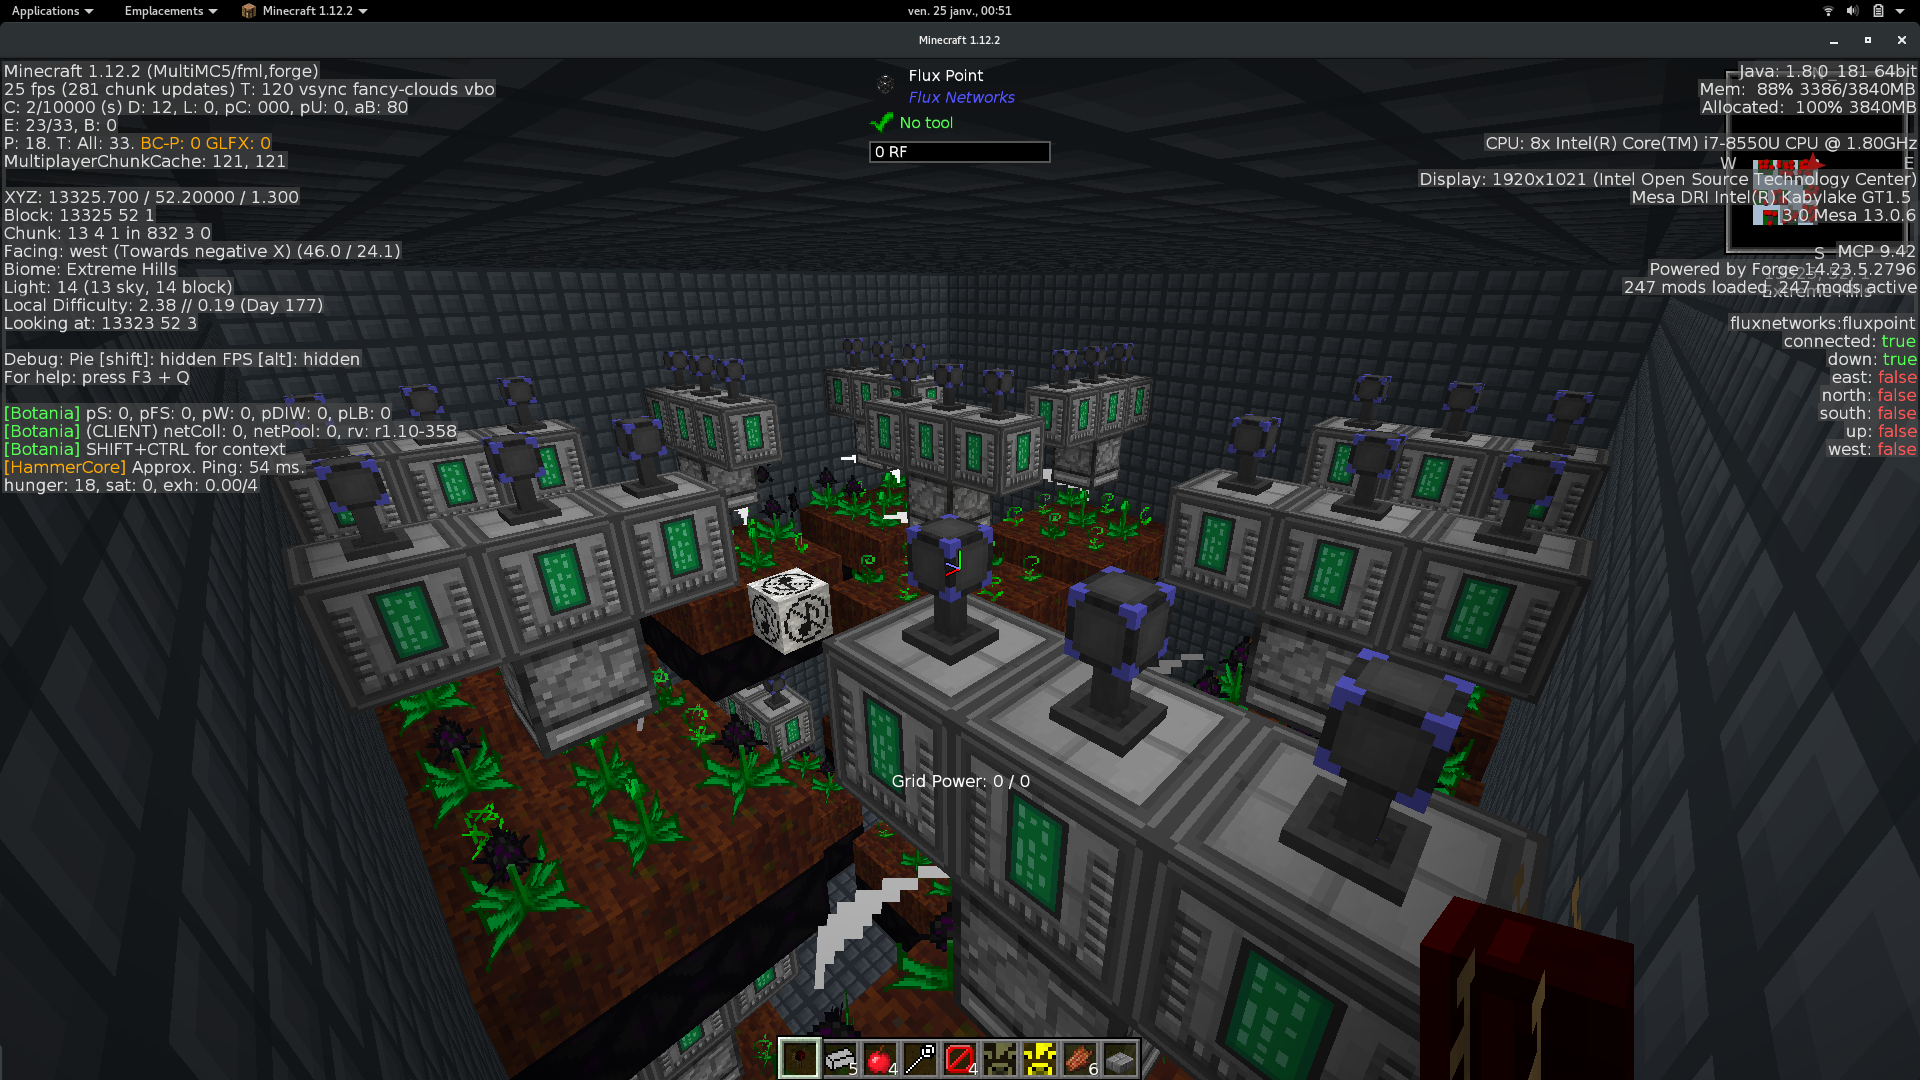 Applications Emplacements Minecraft 1.12.2 ven. 25 janv., 00:51
Minecraft 1.12.2
Minecraft 1.12.2 (MultiMC5/fml,forge)
25 fps (281 chunk updates) T: 120 vsync fancy-clouds vbo
C: 2/10000 (s) D: 12, L: 0, pC: 000, pU: 0, aB: 80
E: 23/33, B: 0
P: 18. T: All: 33. BC-P: 0 GLFX: 0
MultiplayerChunkCache: 121, 121
XYZ: 13325.700 / 52.20000 / 1.300
Block: 13325 52 1
Chunk: 13 4 1 in 832 3 0
Facing: west (Towards negative X) (46.0 / 24.1)
Biome: Extreme Hills
Light: 14 (13 sky, 14 block)
Local Difficulty: 2.38 // 0.19 (Day 177)
Looking at: 13323 52 3
Debug: Pie [shift]: hidden FPS [alt]: hidden
For help: press F3 + Q
[Botania] pS: 0, pFS: 0, pW: 0, pDIW: 0, pLB: 0
[Botania] (CLIENT) netColl: 0, netPool: 0, rv: r1.10-358
[Botania] SHIFT+CTRL for context
[HammerCore] Approx. Ping: 54 ms.
hunger: 18, sat: 0, exh: 0.00/4
Flux Point
Flux Networks
No tool
0 RF
Java: 1.8.0_181 64bit
Mem: 88% 3386/3840MB
Allocated: 100% 3840MB
CPU: 8x Intel(R) Core(TM) i7-8550U CPU @ 1.80GHz
W E
Display: 1920x1021 (Intel Open Source Technology Center)
Mesa DRI Intel(R) Kabylake GT1.5
3.0 Mesa 13.0.6
S
MCP 9.42
Powered by Forge 14.23.5.2796
247 mods loaded, 247 mods active
Extreme Hills
fluxnetworks:fluxpoint
connected: true
down: true
east: false
north: false
south: false
up: false
west: false
Grid Power: 0 / 0
5 4 4 6